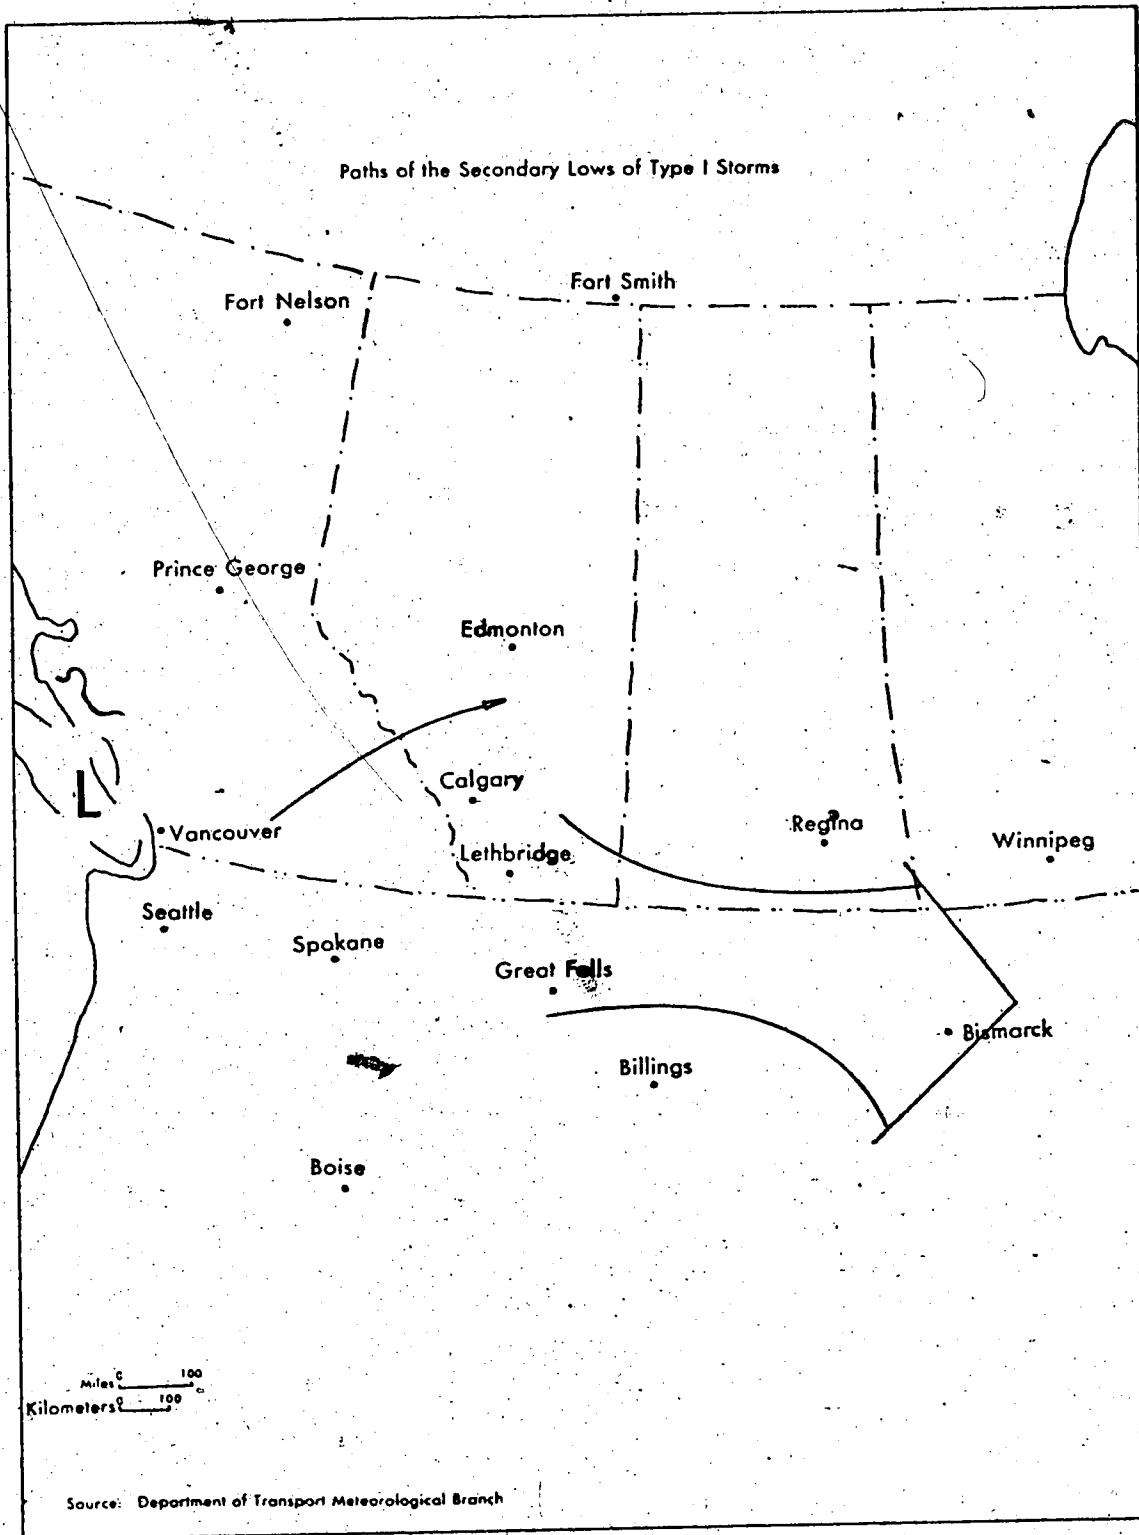 Paths of the Secondary Lows of Type I Storms
Fort Smith
Fort Nelson
Prince George
Edmonton
Calgary
L
Vancouver
Regina
Winnipeg
Lethbridge
Seattle
Spokane
Great Falls
Bismarck
Billings
Boise
Miles 0 100
Kilometers 0 100
Source: Department of Transport Meteorological Branch